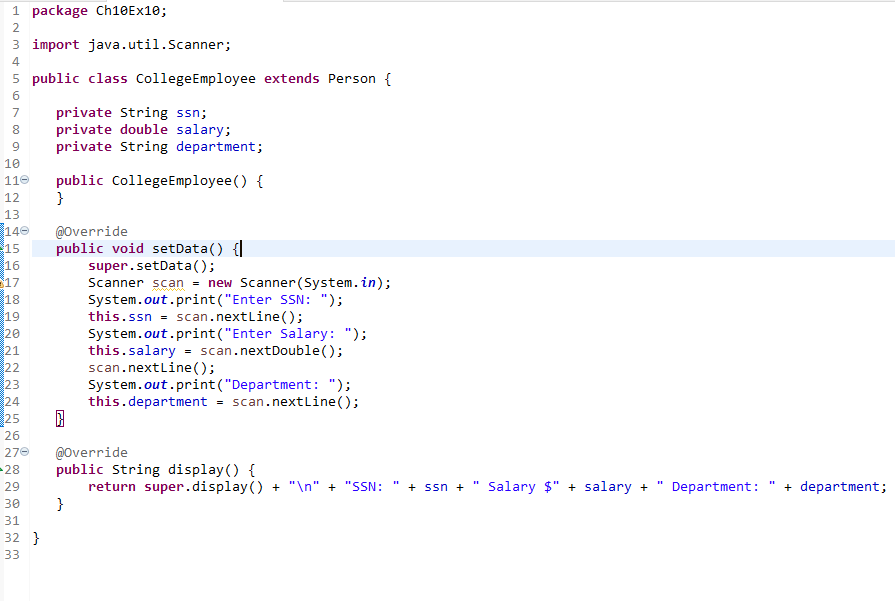 1 package Ch10Ex10;
2
3 import java.util.Scanner;
4
5 public class CollegeEmployee extends Person {
6
7     private String ssn;
8     private double salary;
9     private String department;
10
11     public CollegeEmployee() {
12     }
13
14     @Override
15     public void setData() {
16         super.setData();
17         Scanner scan = new Scanner(System.in);
18         System.out.print("Enter SSN: ");
19         this.ssn = scan.nextLine();
20         System.out.print("Enter Salary: ");
21         this.salary = scan.nextDouble();
22         scan.nextLine();
23         System.out.print("Department: ");
24         this.department = scan.nextLine();
25     }
26
27     @Override
28     public String display() {
29         return super.display() + "\n" + "SSN: " + ssn + " Salary $" + salary + " Department: " + department;
30     }
31
32 }
33